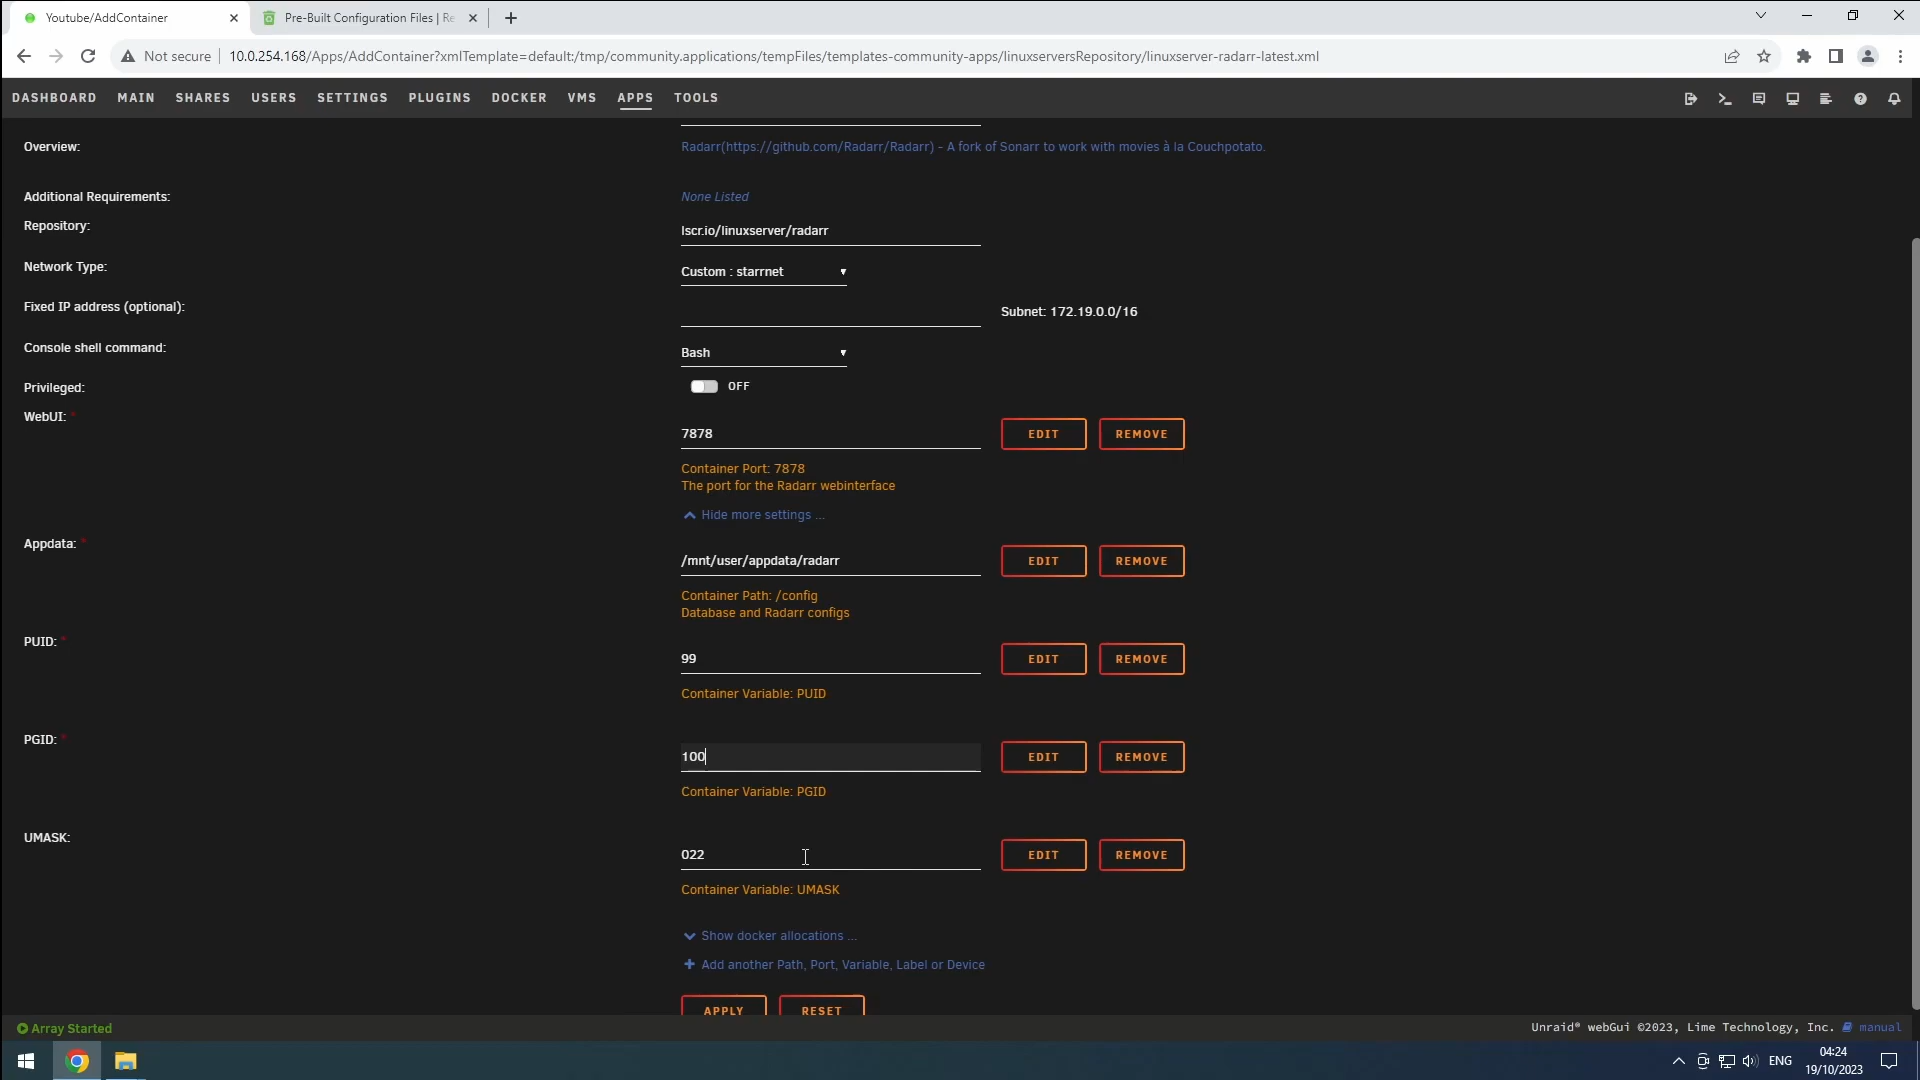 Youtube/AddContainer
Pre-Built Configuration Files | Re
Not secure
10.0.254.168/Apps/AddContainer?xmlTemplate=default:/tmp/community.applications/tempFiles/templates-community-apps/linuxserversRepository/linuxserver-radarr-latest.xml
DASHBOARD MAIN SHARES USERS SETTINGS PLUGINS DOCKER VMS APPS TOOLS
Overview:
Radarr(https://github.com/Radarr/Radarr) - A fork of Sonarr to work with movies à la Couchpotato.
Additional Requirements:
None Listed
Repository:
lscr.io/linuxserver/radarr
Network Type:
Custom : starrnet
Fixed IP address (optional):
Subnet: 172.19.0.0/16
Console shell command:
Bash
Privileged:
OFF
WebUI: *
7878
EDIT
REMOVE
Container Port: 7878
The port for the Radarr webinterface
Hide more settings ...
Appdata: *
/mnt/user/appdata/radarr
EDIT
REMOVE
Container Path: /config
Database and Radarr configs
PUID: *
99
EDIT
REMOVE
Container Variable: PUID
PGID: *
100
EDIT
REMOVE
Container Variable: PGID
UMASK:
022
EDIT
REMOVE
Container Variable: UMASK
Show docker allocations ...
Add another Path, Port, Variable, Label or Device
APPLY
RESET
Array Started
Unraid® webGui ©2023, Lime Technology, Inc. manual
ENG
04:24
19/10/2023